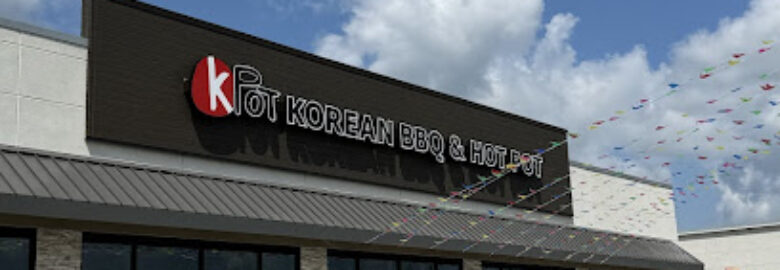 KPOT KOREAN BBQ & HOT POT